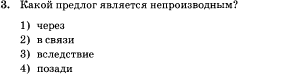 3. Какой предлог является непроизводным?
1) через
2) в связи
3) вследствие
4) позади